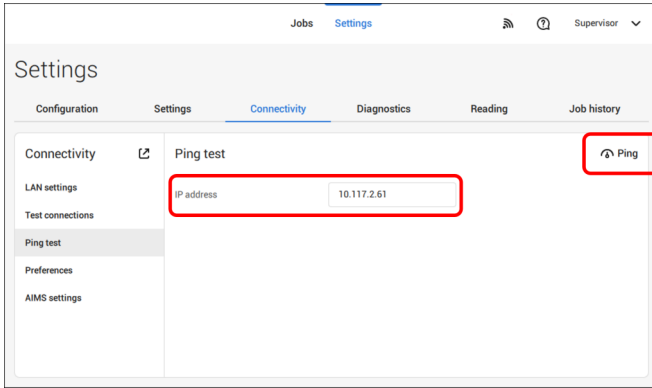 Jobs Settings Supervisor
Settings
Configuration Settings Connectivity Diagnostics Reading Job history
Connectivity
LAN settings
Test connections
Ping test
Preferences
AIMS settings
Ping test Ping
IP address 10.117.2.61